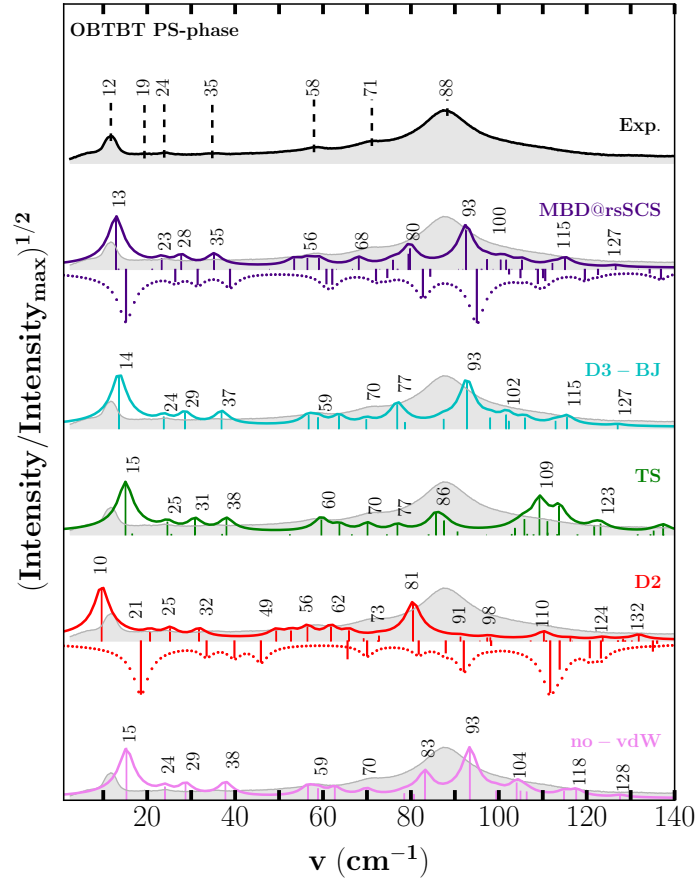 OBTBT PS-phase
12 19 24 35 58 71 88
Exp.
MBD@rsSCS
13 23 28 35 56 68 80 93 100 115 127
D3 − BJ
14 24 29 37 59 70 77 93 102 115 127
TS
15 25 31 38 60 70 77 86 109 123
D2
10 21 25 32 49 56 62 73 81 91 98 110 124 132
no − vdW
15 24 29 38 59 70 83 93 104 118 128
20 40 60 80 100 120 140
v (cm⁻¹)
(Intensity/Intensity_max)^1/2